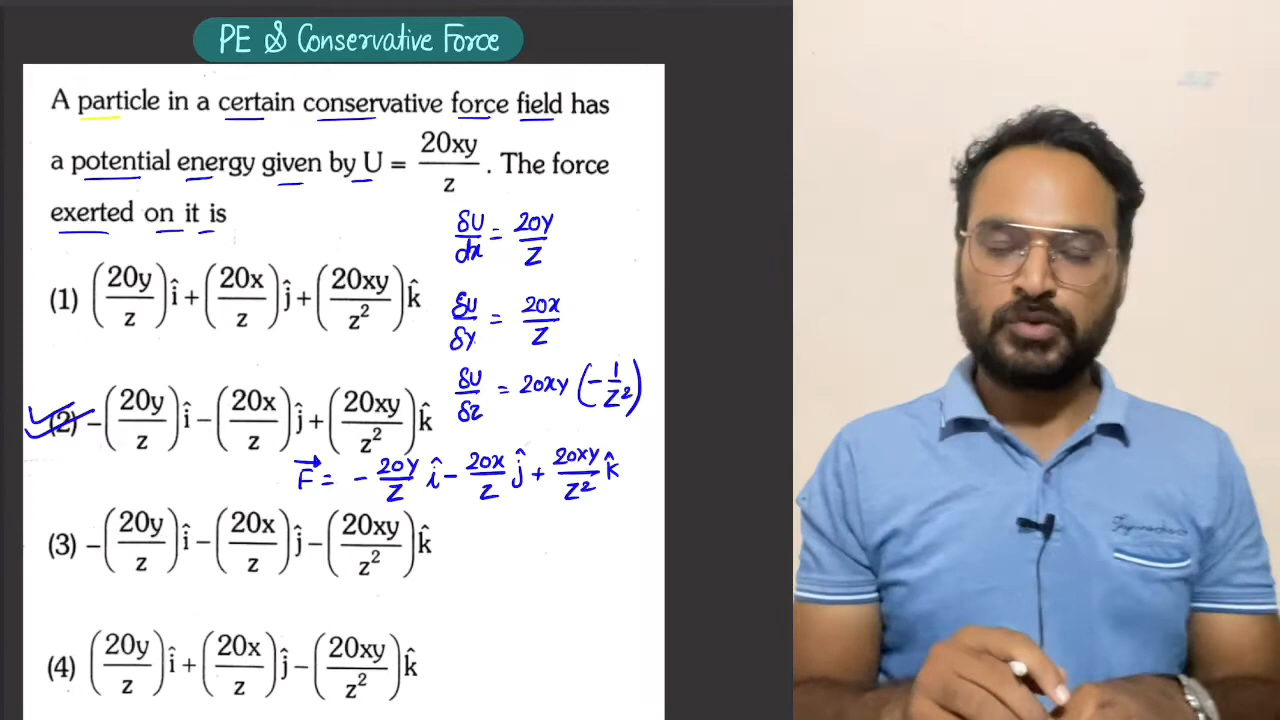 PE & Conservative Force
A particle in a certain conservative force field has
a potential energy given by U = 20xy/z . The force
exerted on it is
δU/dx = 20y/z
(1) (20y/z)î + (20x/z)ĵ + (20xy/z²)k̂
δU/δy = 20x/z
δU/δz = 20xy (-1/z²)
(2) -(20y/z)î - (20x/z)ĵ + (20xy/z²)k̂
F⃗ = - 20y/z î - 20x/z ĵ + 20xy/z² k̂
(3) -(20y/z)î - (20x/z)ĵ - (20xy/z²)k̂
(4) (20y/z)î + (20x/z)ĵ - (20xy/z²)k̂